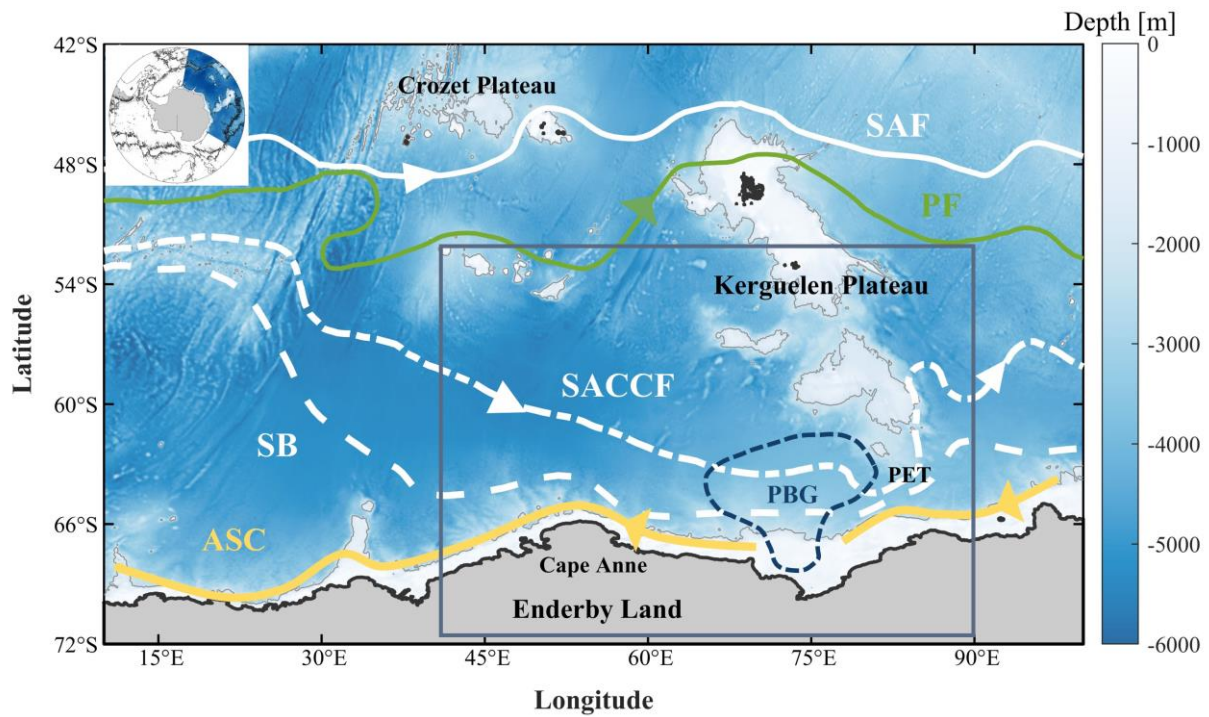 Depth [m]
42°S
48°S
54°S
60°S
66°S
72°S
Latitude
Crozet Plateau
SAF
PF
Kerguelen Plateau
SACCF
SB
PET
PBG
ASC
Cape Anne
Enderby Land
0
-1000
-2000
-3000
-4000
-5000
-6000
15°E
30°E
45°E
60°E
75°E
90°E
Longitude